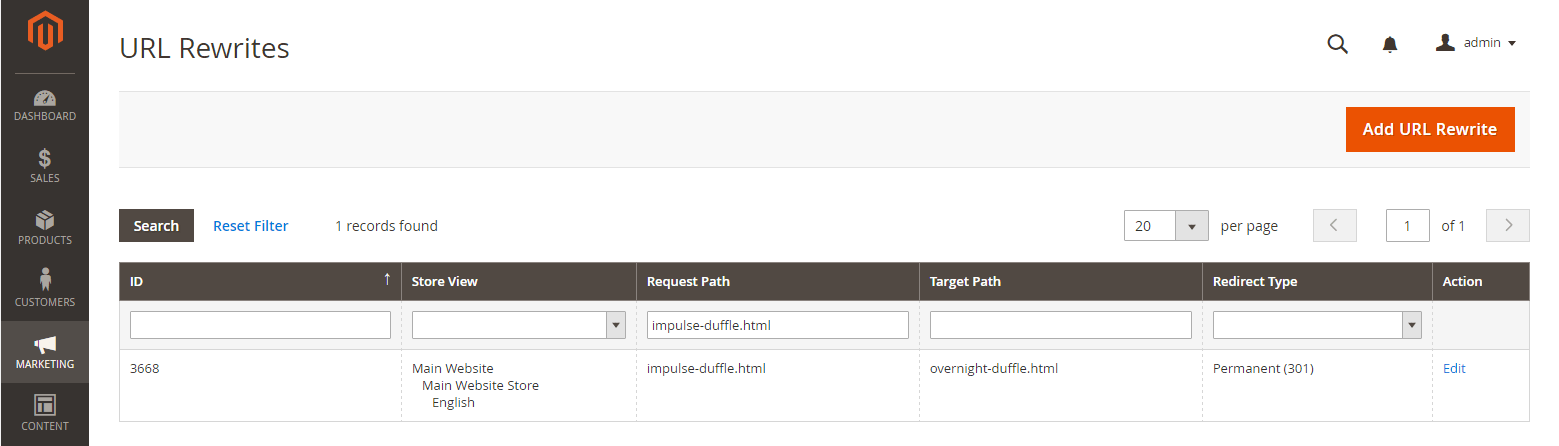 URL Rewrites
admin
DASHBOARD
SALES
PRODUCTS
CUSTOMERS
MARKETING
CONTENT
Add URL Rewrite
Search Reset Filter 1 records found 20 per page 1 of 1
ID Store View Request Path Target Path Redirect Type Action
impulse-duffle.html
3668 Main Website impulse-duffle.html overnight-duffle.html Permanent (301) Edit
Main Website Store
English